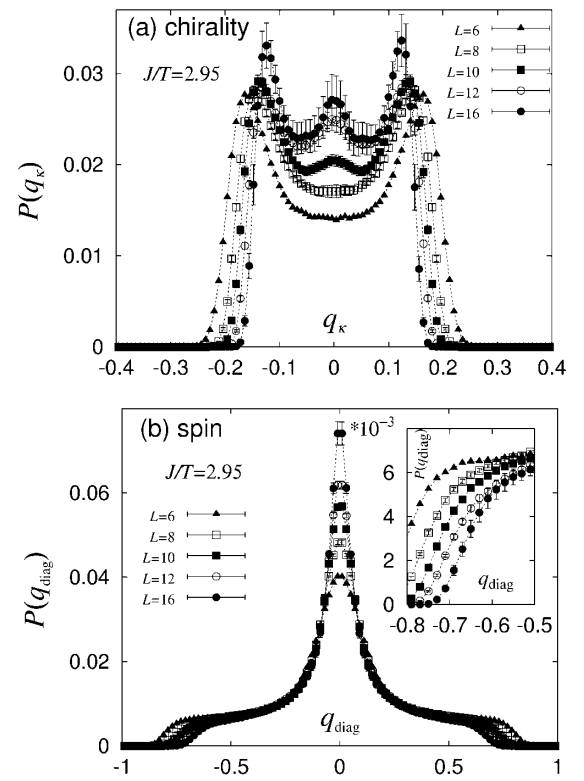 (a) chirality
J/T=2.95
L=6
L=8
L=10
L=12
L=16
P(qκ)
0.03
0.02
0.01
0
qκ
-0.4 -0.3 -0.2 -0.1 0 0.1 0.2 0.3 0.4
(b) spin
*10⁻³
J/T=2.95
L=6
L=8
L=10
L=12
L=16
P(qdiag)
0.06
0.04
0.02
0
qdiag
-1 -0.5 0 0.5 1
P(qdiag)
6
4
2
0
qdiag
-0.8 -0.7 -0.6 -0.5